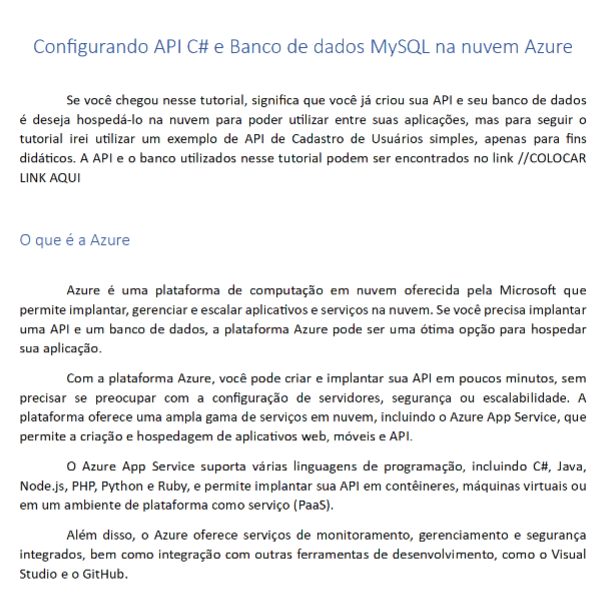 Configurando API C# e Banco de dados MySQL na nuvem Azure
Se você chegou nesse tutorial, significa que você já criou sua API e seu banco de dados
é deseja hospedá-lo na nuvem para poder utilizar entre suas aplicações, mas para seguir o
tutorial irei utilizar um exemplo de API de Cadastro de Usuários simples, apenas para fins
didáticos. A API e o banco utilizados nesse tutorial podem ser encontrados no link //COLOCAR
LINK AQUI
O que é a Azure
Azure é uma plataforma de computação em nuvem oferecida pela Microsoft que
permite implantar, gerenciar e escalar aplicativos e serviços na nuvem. Se você precisa implantar
uma API e um banco de dados, a plataforma Azure pode ser uma ótima opção para hospedar
sua aplicação.
Com a plataforma Azure, você pode criar e implantar sua API em poucos minutos, sem
precisar se preocupar com a configuração de servidores, segurança ou escalabilidade. A
plataforma oferece uma ampla gama de serviços em nuvem, incluindo o Azure App Service, que
permite a criação e hospedagem de aplicativos web, móveis e API.
O Azure App Service suporta várias linguagens de programação, incluindo C#, Java,
Node.js, PHP, Python e Ruby, e permite implantar sua API em contêineres, máquinas virtuais ou
em um ambiente de plataforma como serviço (PaaS).
Além disso, o Azure oferece serviços de monitoramento, gerenciamento e segurança
integrados, bem como integração com outras ferramentas de desenvolvimento, como o Visual
Studio e o GitHub.